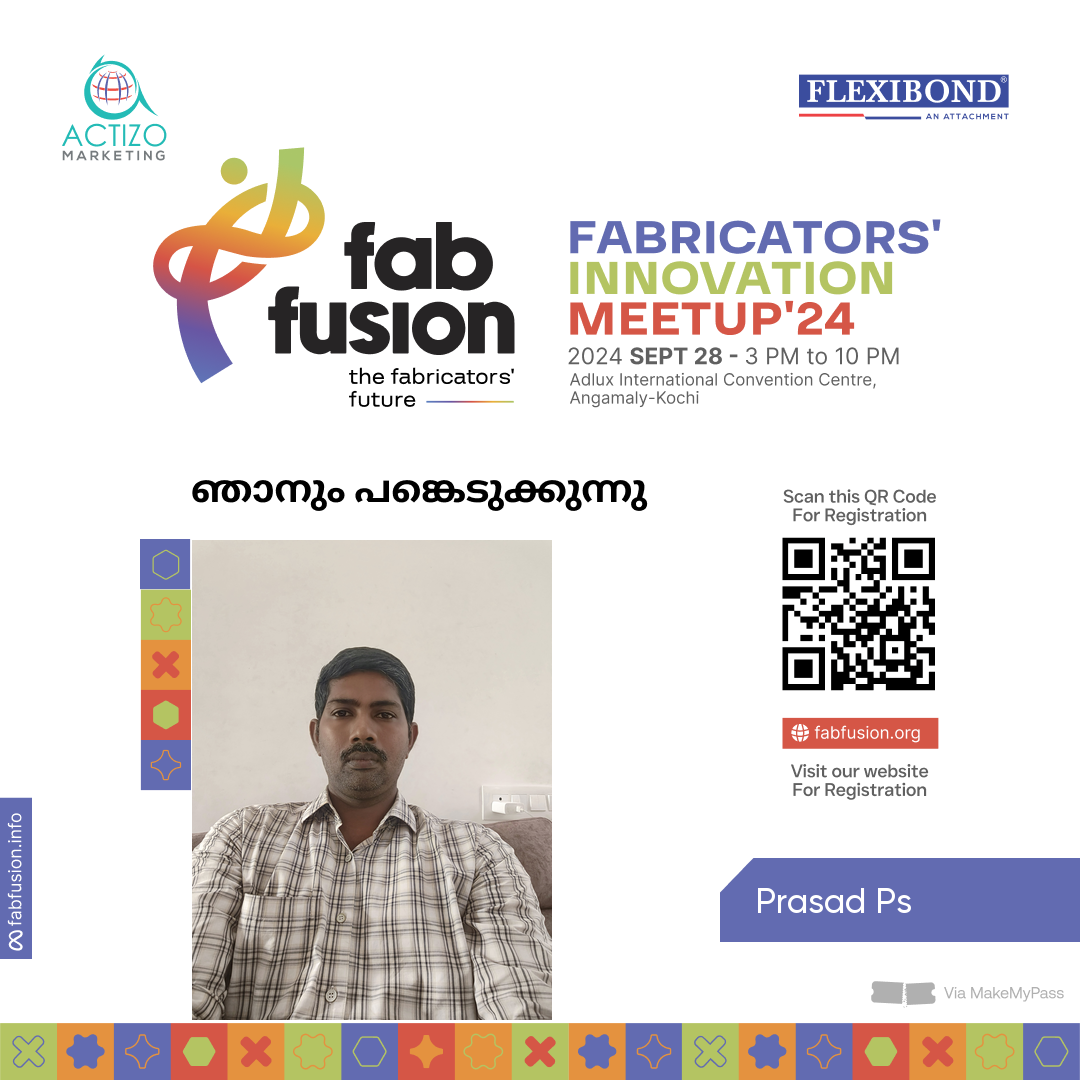 ACTIZO
MARKETING
FLEXIBOND®
AN ATTACHMENT
fab
fusion
the fabricators'
future
FABRICATORS'
INNOVATION
MEETUP'24
2024 SEPT 28 - 3 PM to 10 PM
Adlux International Convention Centre,
Angamaly-Kochi
ഞാനും പങ്കെടുക്കുന്നു
Scan this QR Code
For Registration
fabfusion.org
Visit our website
For Registration
fabfusion.info
Prasad Ps
Via MakeMyPass